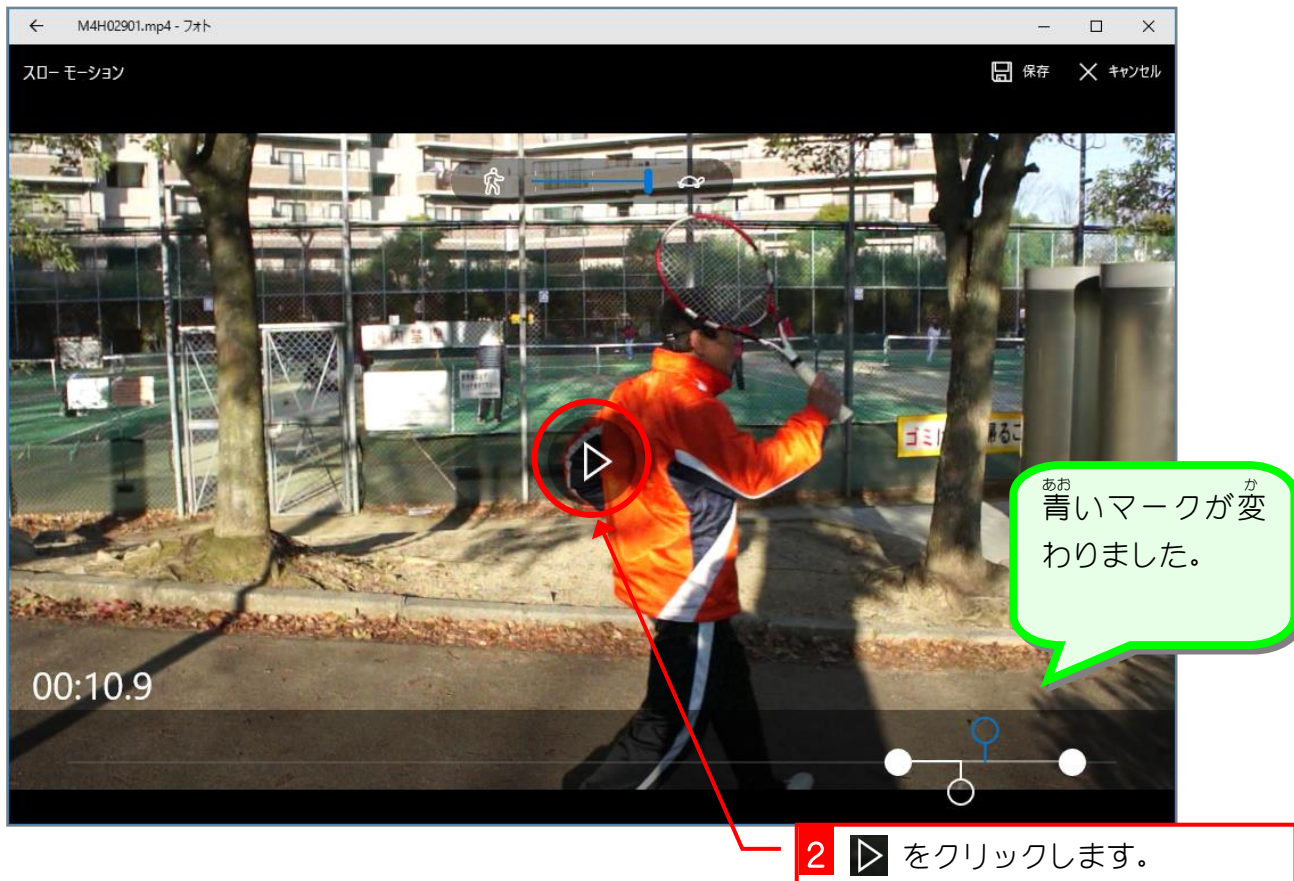 M4H02901.mp4 - フォト
スロー モーション
保存 キャンセル
ゴミ
00:10.9
あお か
青いマークが変
わりました。
2 をクリックします。